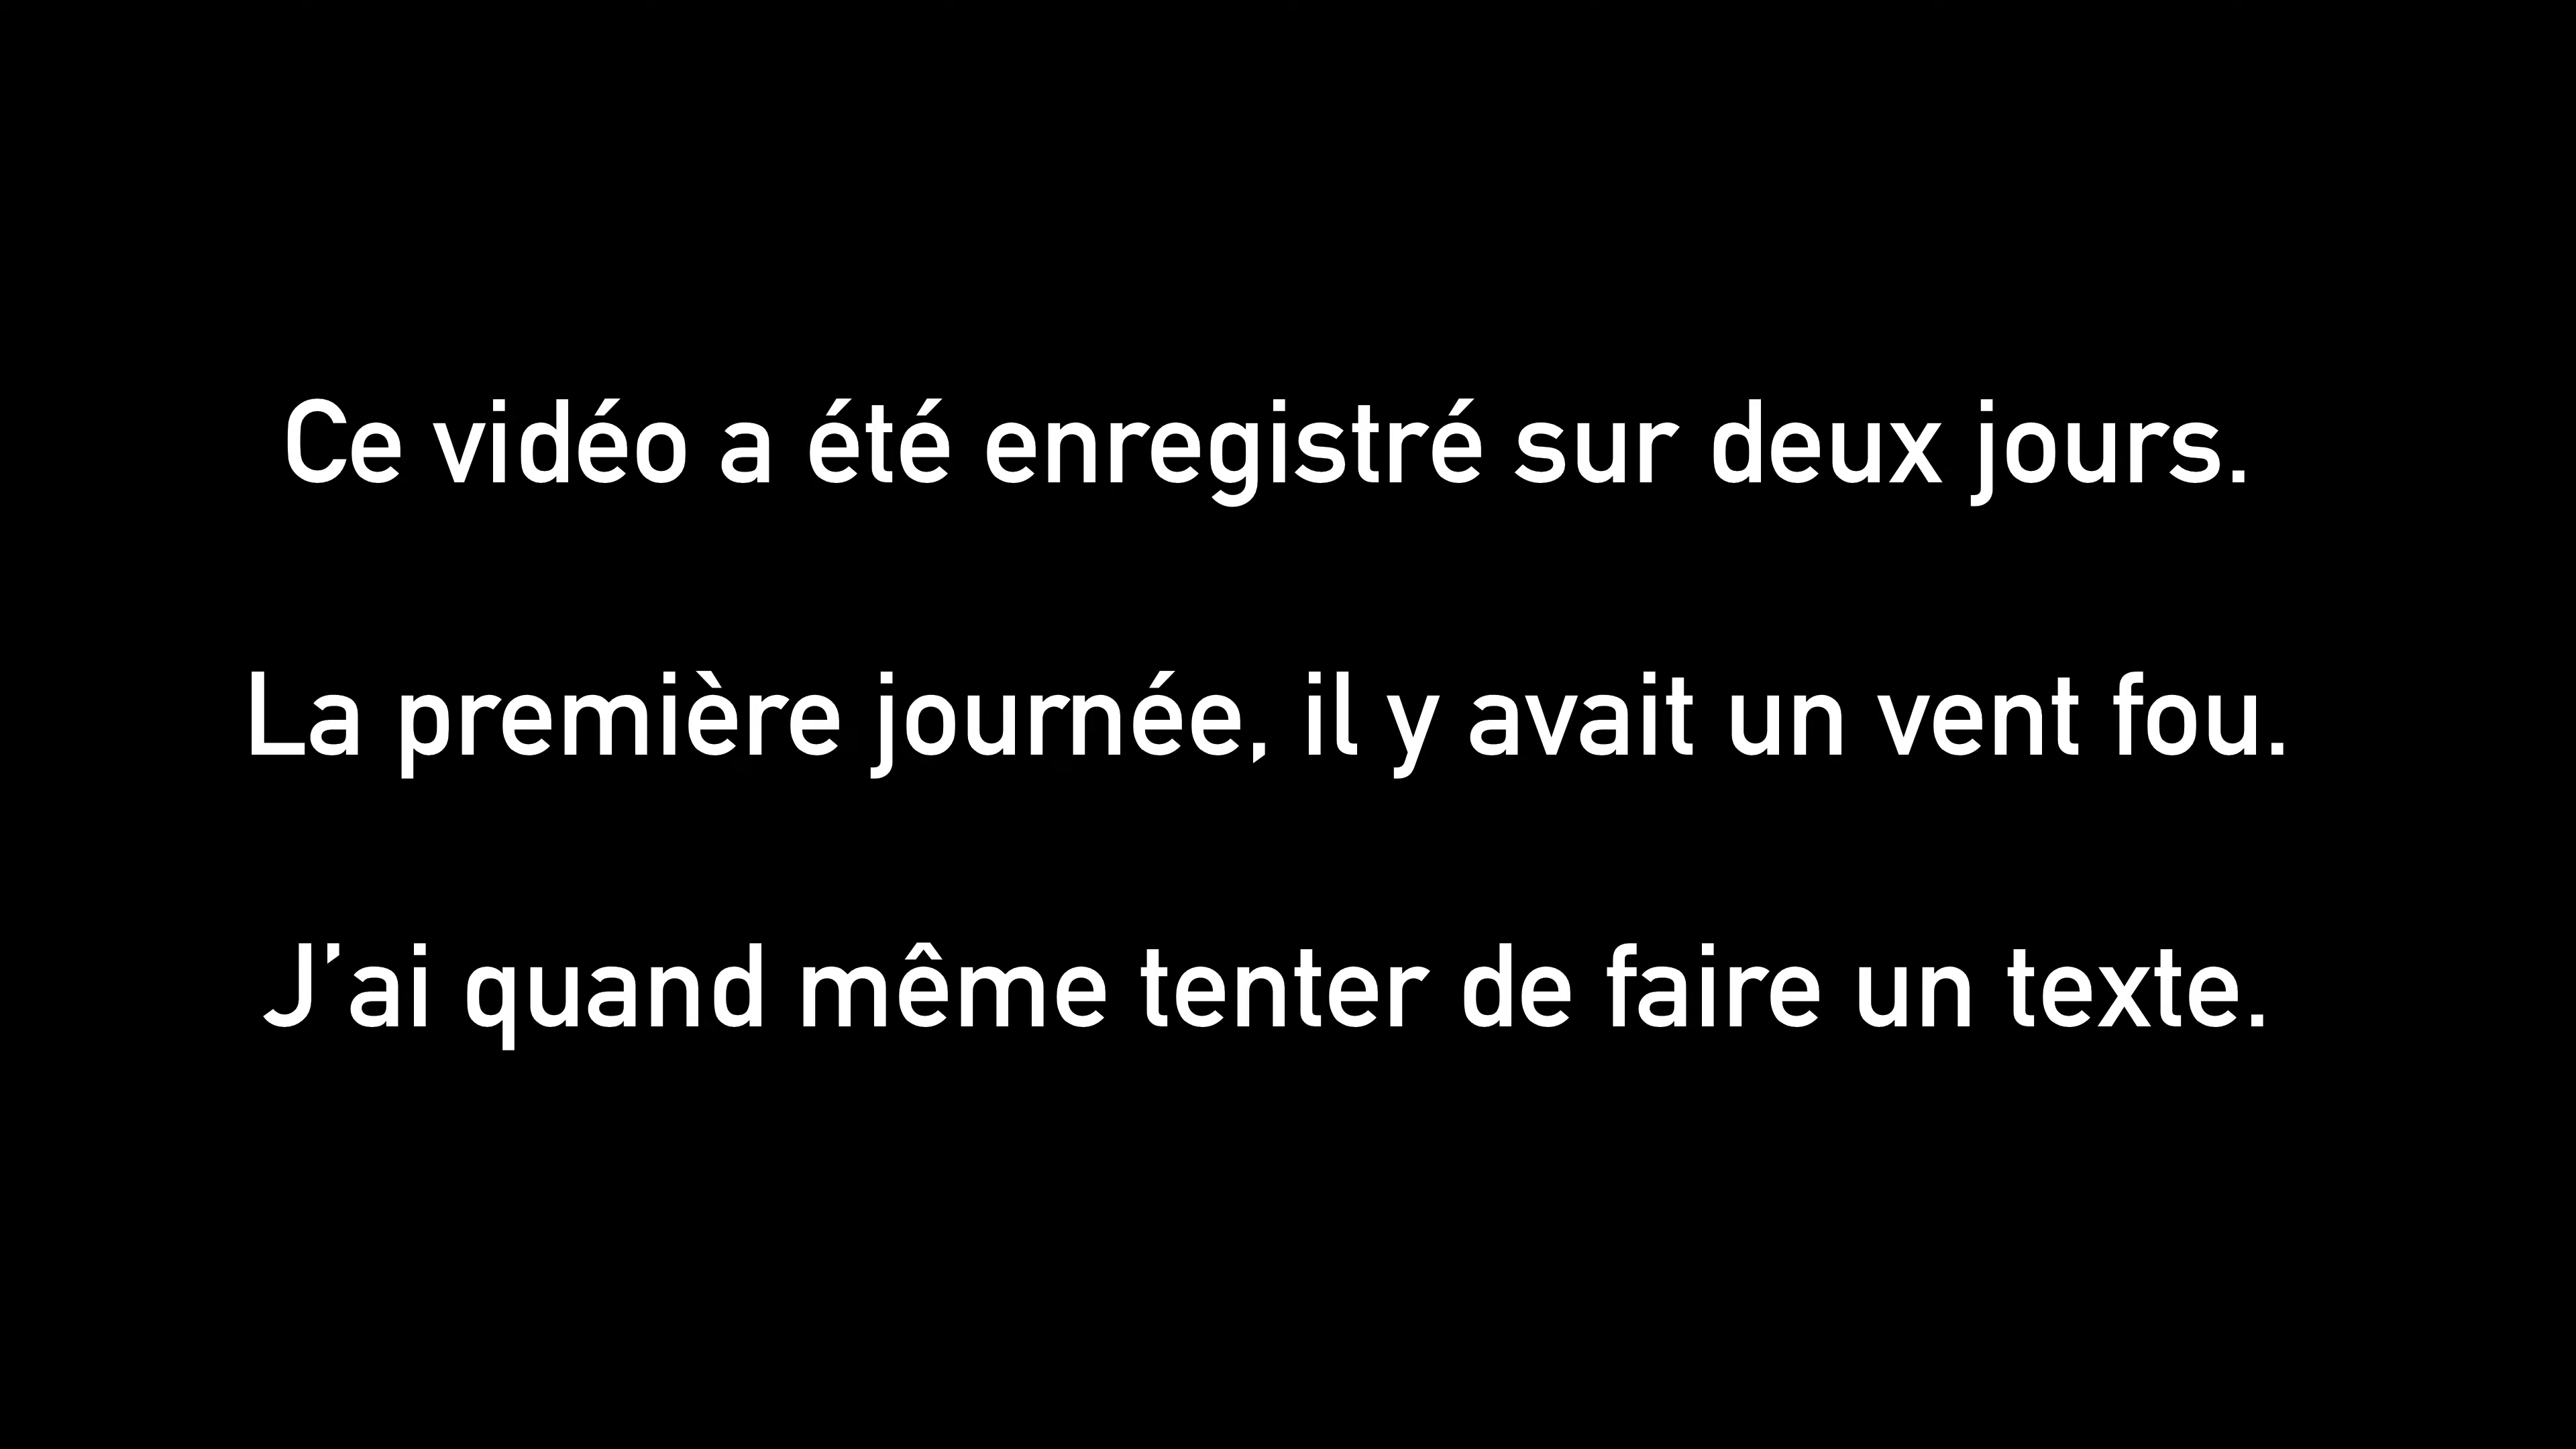 Ce vidéo a été enregistré sur deux jours.
La première journée, il y avait un vent fou.
J’ai quand même tenter de faire un texte.